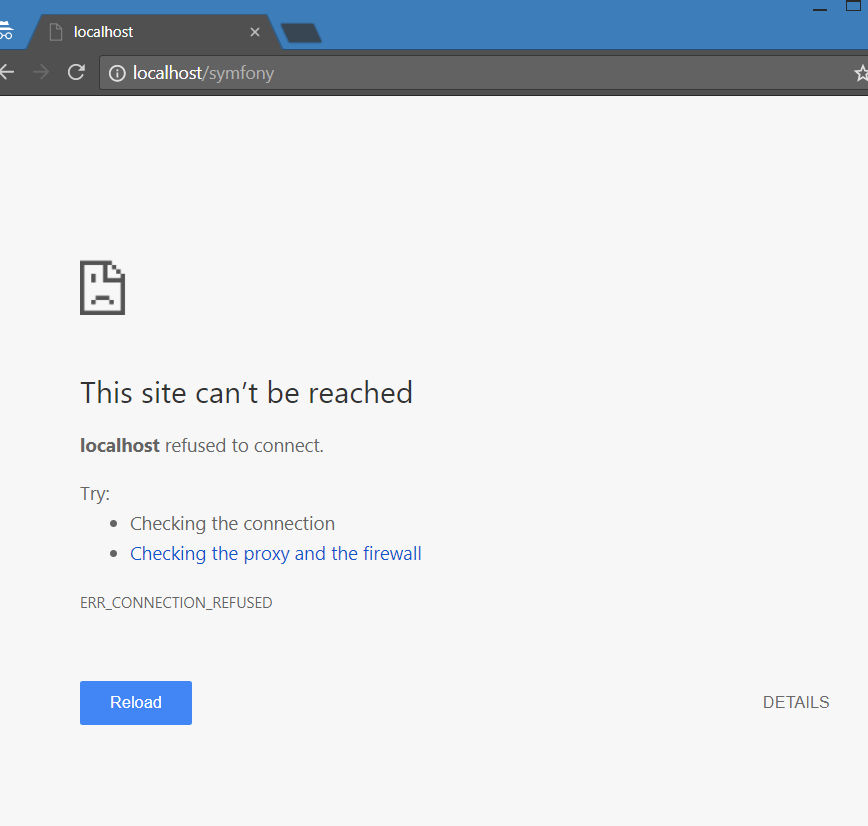 localhost
localhost/symfony
This site can’t be reached
localhost refused to connect.
Try:
Checking the connection
Checking the proxy and the firewall
ERR_CONNECTION_REFUSED
Reload
DETAILS